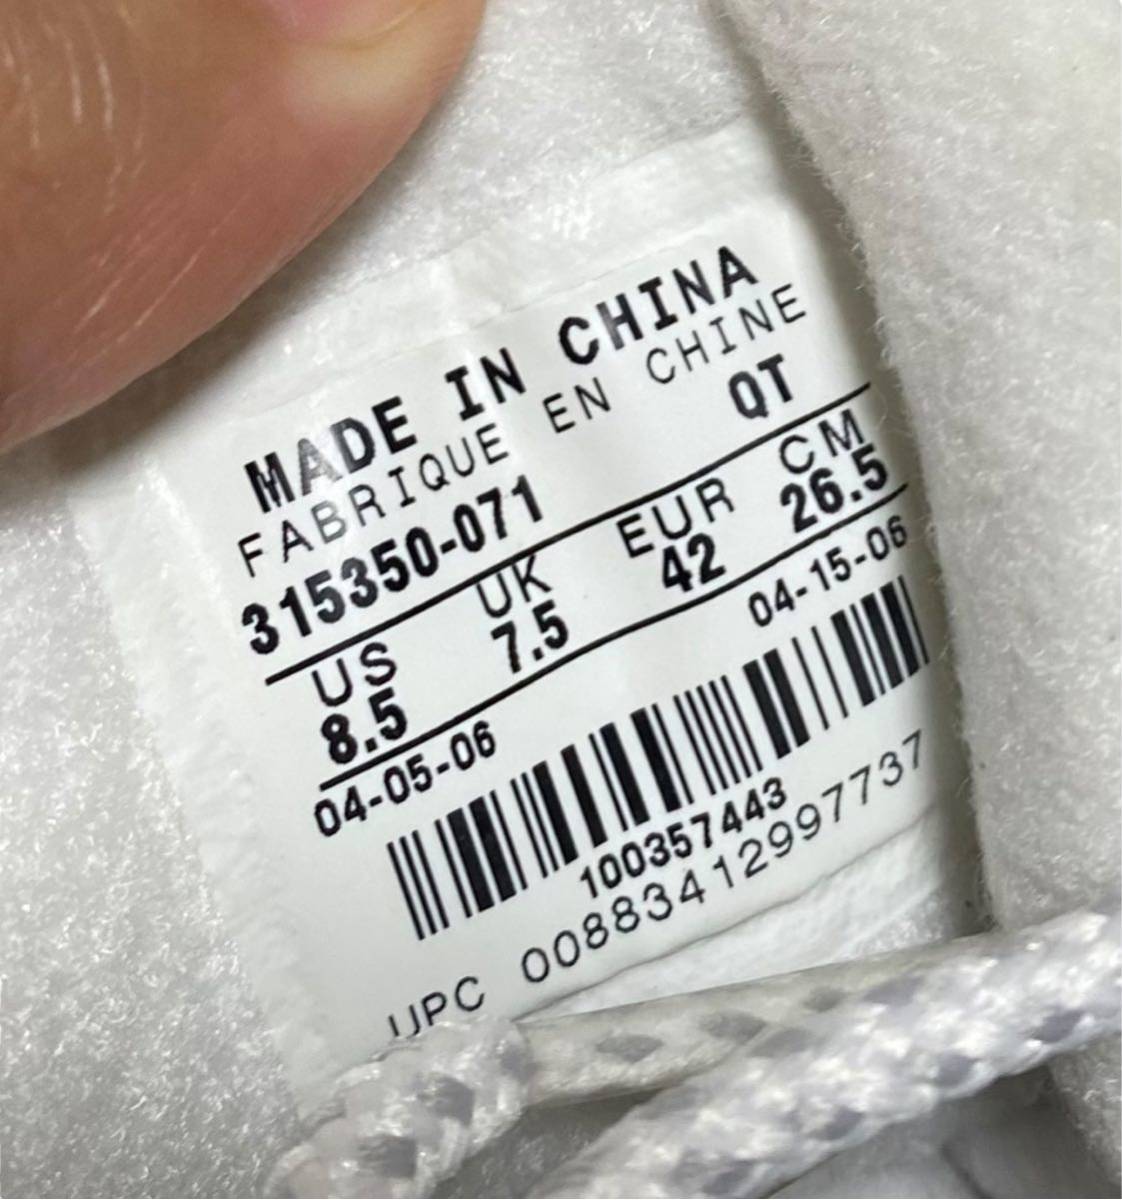 MADE IN CHINA
FABRIQUE EN CHINE
315350-071 QT
US UK EUR CM
8.5 7.5 42 26.5
04-05-06 04-15-06
100357443
UPC 00883412997737